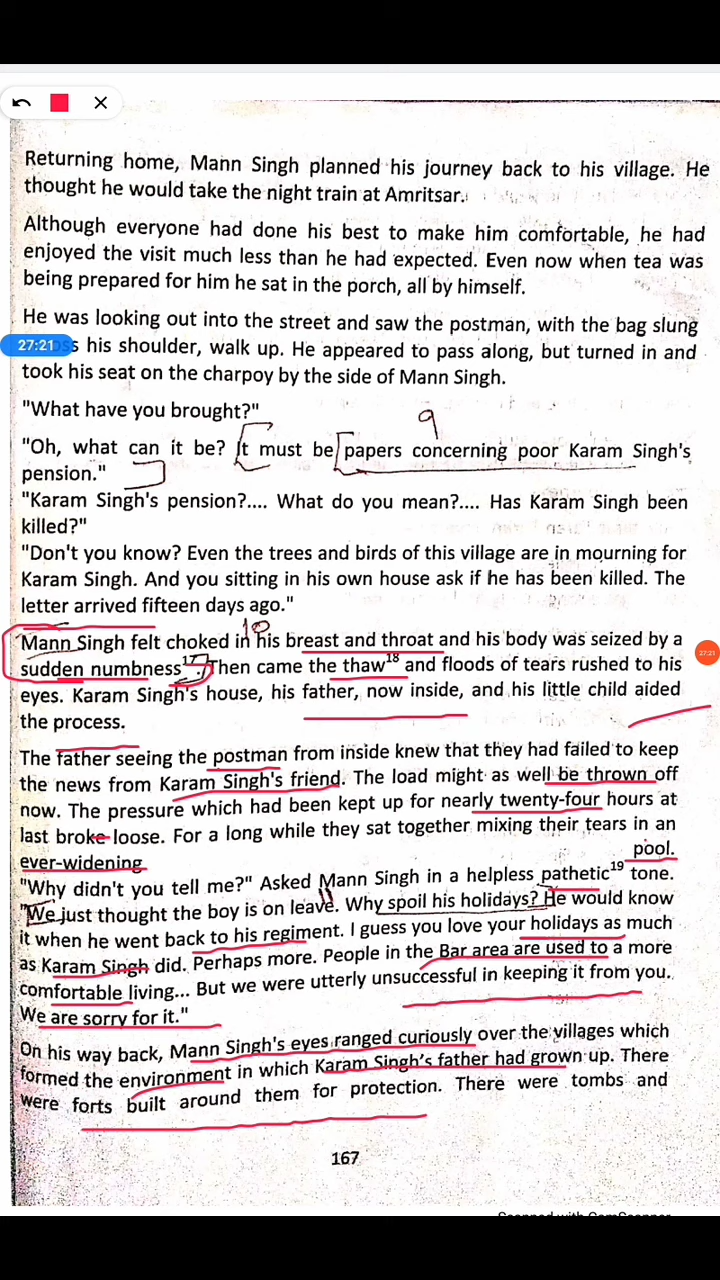 Returning home, Mann Singh planned his journey back to his village. He
thought he would take the night train at Amritsar.
Although everyone had done his best to make him comfortable, he had
enjoyed the visit much less than he had expected. Even now when tea was
being prepared for him he sat in the porch, all by himself.
He was looking out into the street and saw the postman, with the bag slung
27:21 his shoulder, walk up. He appeared to pass along, but turned in and
took his seat on the charpoy by the side of Mann Singh.
"What have you brought?"
9
"Oh, what can it be? It must be papers concerning poor Karam Singh's
pension."
"Karam Singh's pension?.... What do you mean?.... Has Karam Singh been
killed?"
"Don't you know? Even the trees and birds of this village are in mourning for
Karam Singh. And you sitting in his own house ask if he has been killed. The
letter arrived fifteen days ago."
10
Mann Singh felt choked in his breast and throat and his body was seized by a
sudden numbness17. Then came the thaw18 and floods of tears rushed to his
27:21
eyes. Karam Singh's house, his father, now inside, and his little child aided
the process.
The father seeing the postman from inside knew that they had failed to keep
the news from Karam Singh's friend. The load might as well be thrown off
now. The pressure which had been kept up for nearly twenty-four hours at
last broke loose. For a long while they sat together mixing their tears in an
ever-widening pool.
"Why didn't you tell me?" Asked Mann Singh in a helpless pathetic19 tone.
11
"We just thought the boy is on leave. Why spoil his holidays? He would know
it when he went back to his regiment. I guess you love your holidays as much
as Karam Singh did. Perhaps more. People in the Bar area are used to a more
comfortable living... But we were utterly unsuccessful in keeping it from you.
We are sorry for it."
On his way back, Mann Singh's eyes ranged curiously over the villages which
formed the environment in which Karam Singh's father had grown up. There
were forts built around them for protection. There were tombs and
167